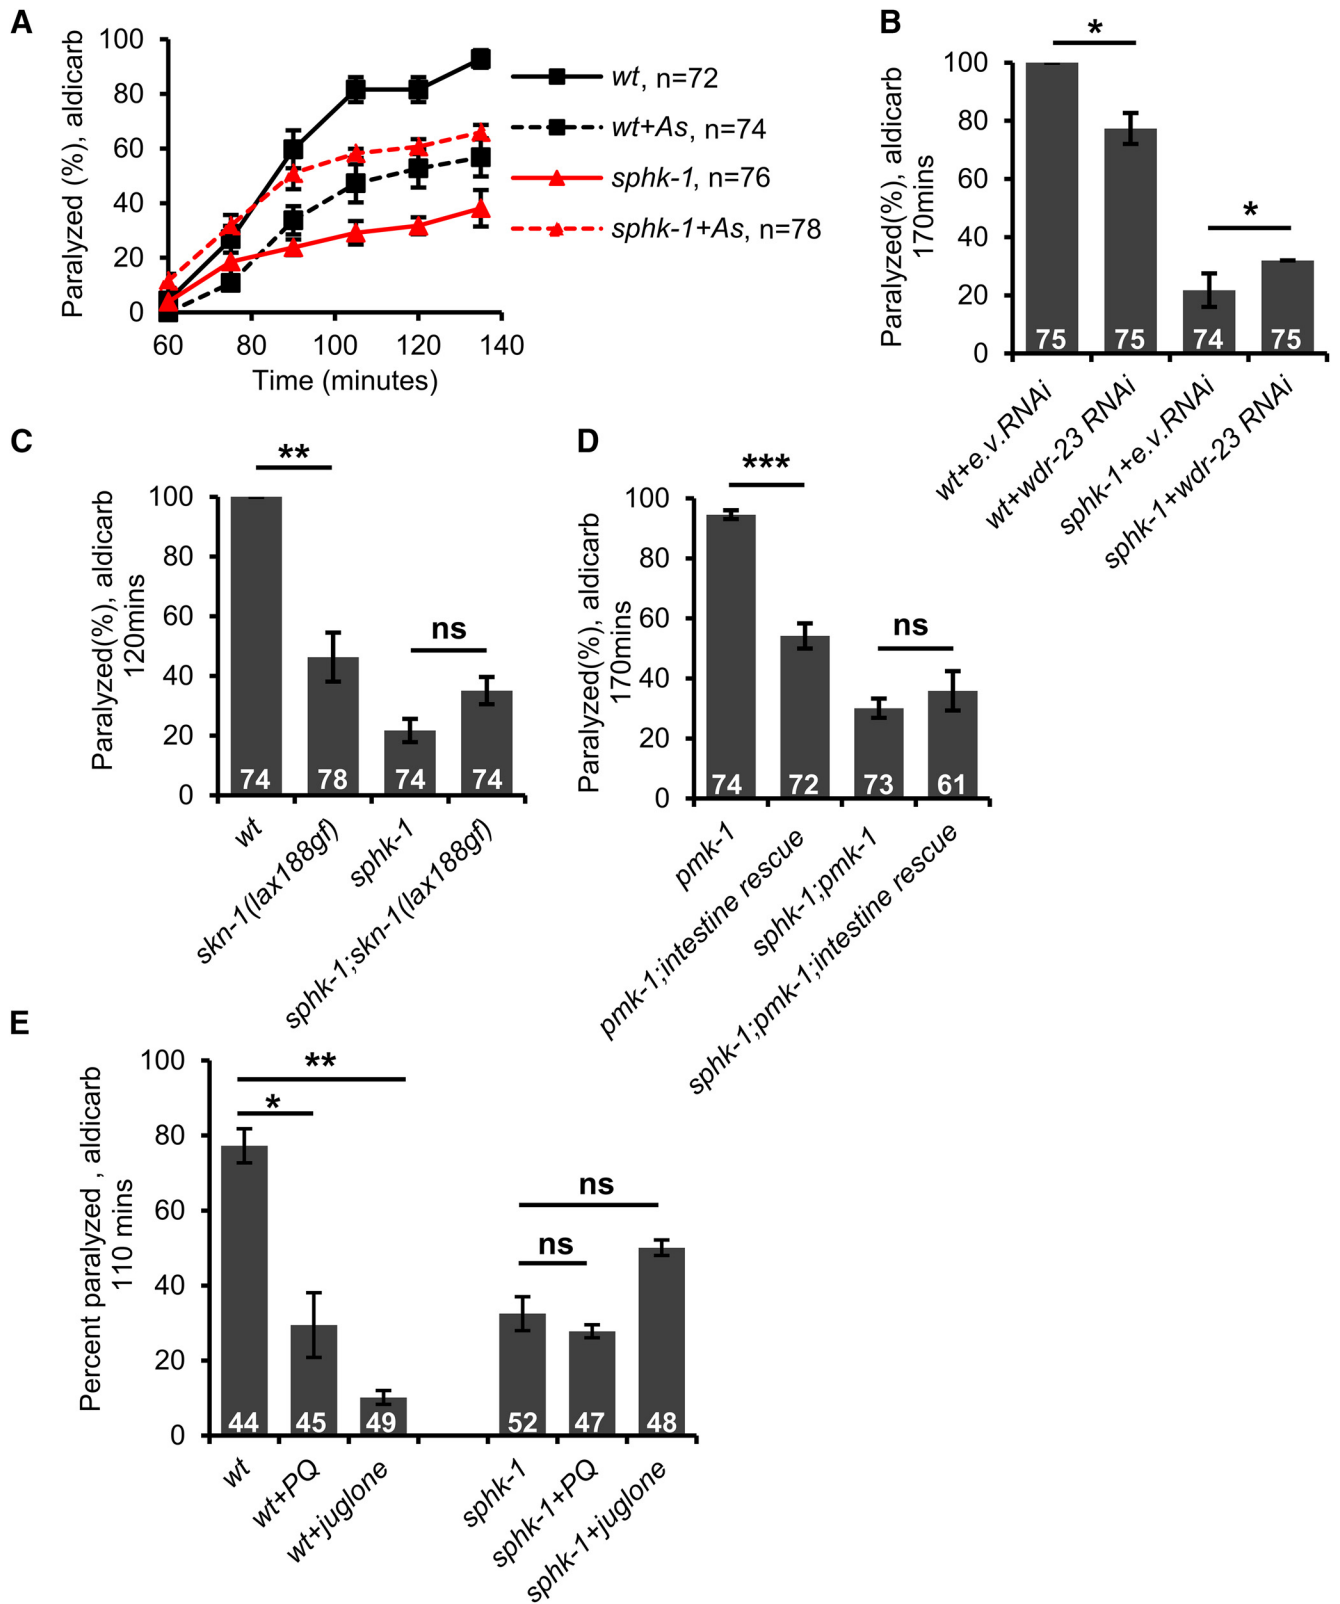 A
Paralyzed (%), aldicarb
100
80
60
40
20
0
60
80
100
120
140
Time (minutes)
wt, n=72
wt+As, n=74
sphk-1, n=76
sphk-1+As, n=78
B
Paralyzed(%), aldicarb
170mins
100
80
60
40
20
0
*
*
75
75
74
75
wt+e.v.RNAi
wt+wdr-23 RNAi
sphk-1+e.v.RNAi
sphk-1+wdr-23 RNAi
C
Paralyzed(%), aldicarb
120mins
100
80
60
40
20
0
**
ns
74
78
74
74
wt
skn-1(lax188gf)
sphk-1
sphk-1;skn-1(lax188gf)
D
Paralyzed(%), aldicarb
170mins
100
80
60
40
20
0
***
ns
74
72
73
61
pmk-1
pmk-1;intestine rescue
sphk-1;pmk-1
sphk-1;pmk-1;intestine rescue
E
Percent paralyzed , aldicarb
110 mins
100
80
60
40
20
0
**
*
ns
ns
44
45
49
52
47
48
wt
wt+PQ
wt+juglone
sphk-1
sphk-1+PQ
sphk-1+juglone